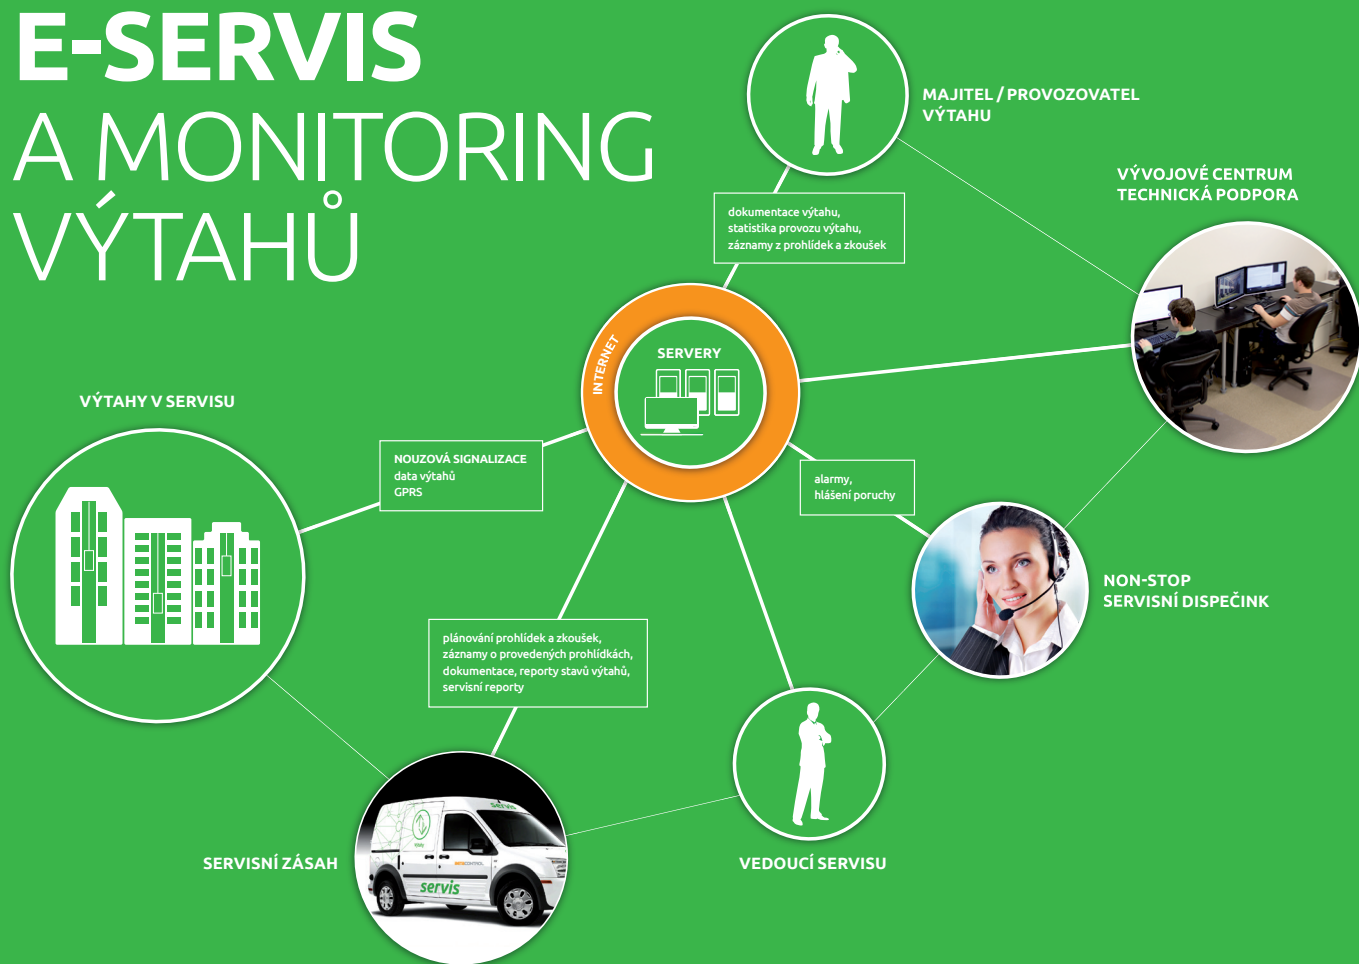 E-SERVIS
A MONITORING
VÝTAHŮ
MAJITEL / PROVOZOVATEL
VÝTAHU
VÝVOJOVÉ CENTRUM
TECHNICKÁ PODPORA
dokumentace výtahu,
statistika provozu výtahu,
záznamy z prohlídek a zkoušek
INTERNET
SERVERY
VÝTAHY V SERVISU
NOUZOVÁ SIGNALIZACE
data výtahů
GPRS
alarmy,
hlášení poruchy
NON-STOP
SERVISNÍ DISPEČINK
plánování prohlídek a zkoušek,
záznamy o provedených prohlídkách,
dokumentace, reporty stavů výtahů,
servisní reporty
servis
výtahy
servis
SERVISNÍ ZÁSAH
VEDOUCÍ SERVISU